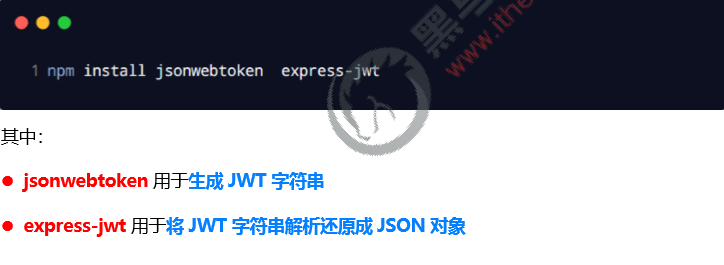 1 npm install jsonwebtoken  express-jwt
黑马
www.ithe
其中：
● jsonwebtoken 用于生成 JWT 字符串
● express-jwt 用于将 JWT 字符串解析还原成 JSON 对象